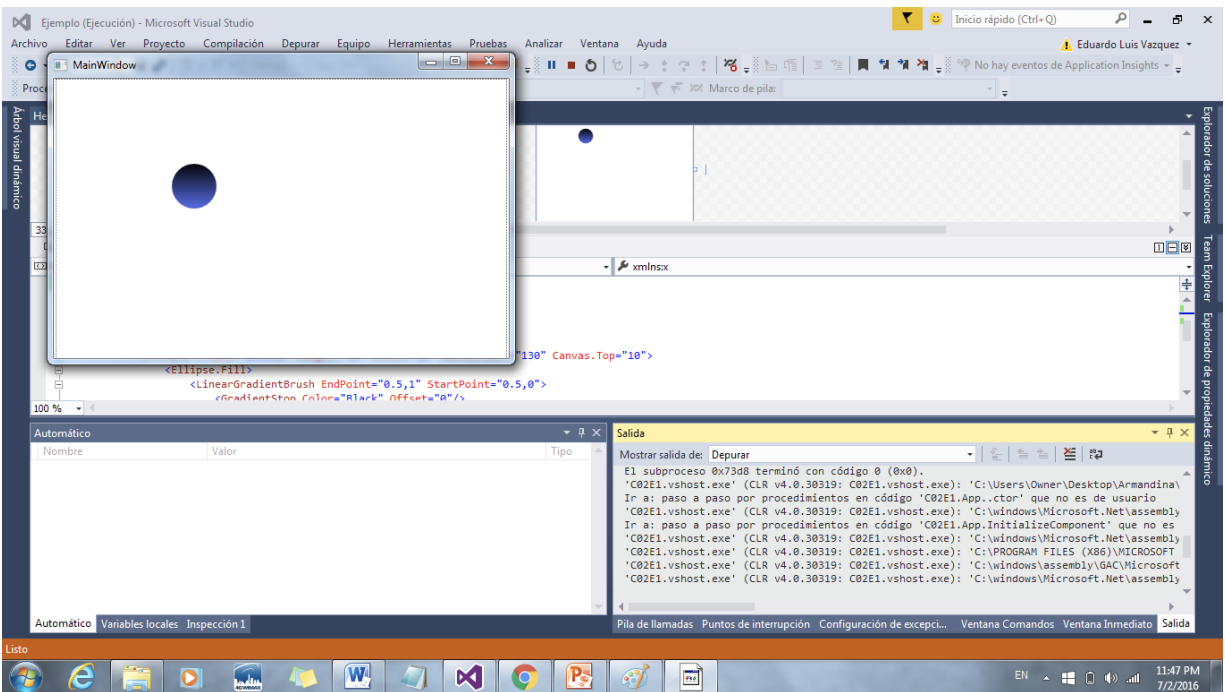 Ejemplo (Ejecución) - Microsoft Visual Studio
Inicio rápido (Ctrl+Q)
Archivo Editar Ver Proyecto Compilación Depurar Equipo Herramientas Pruebas Analizar Ventana Ayuda
Eduardo Luis Vazquez
MainWindow
No hay eventos de Application Insights
Proce
Marco de pila:
Árbol visual dinámico
He
Explorador de soluciones
Team Explorer
Explorador de propiedades dinámico
33
xmlns:x
"130" Canvas.Top="10">
<Ellipse.Fill>
<LinearGradientBrush EndPoint="0.5,1" StartPoint="0.5,0">
<GradientStop Color="Black" Offset="0"/>
100 %
Automático
Nombre Valor Tipo
Salida
Mostrar salida de: Depurar
El subproceso 0x73d8 terminó con código 0 (0x0).
'C02E1.vshost.exe' (CLR v4.0.30319: C02E1.vshost.exe): 'C:\Users\Owner\Desktop\Armandina\
Ir a: paso a paso por procedimientos en código 'C02E1.App..ctor' que no es de usuario
'C02E1.vshost.exe' (CLR v4.0.30319: C02E1.vshost.exe): 'C:\windows\Microsoft.Net\assembly
Ir a: paso a paso por procedimientos en código 'C02E1.App.InitializeComponent' que no es
'C02E1.vshost.exe' (CLR v4.0.30319: C02E1.vshost.exe): 'C:\windows\Microsoft.Net\assembly
'C02E1.vshost.exe' (CLR v4.0.30319: C02E1.vshost.exe): 'C:\PROGRAM FILES (X86)\MICROSOFT
'C02E1.vshost.exe' (CLR v4.0.30319: C02E1.vshost.exe): 'C:\windows\assembly\GAC\Microsoft
'C02E1.vshost.exe' (CLR v4.0.30319: C02E1.vshost.exe): 'C:\windows\Microsoft.Net\assembly
Automático Variables locales Inspección 1
Pila de llamadas Puntos de interrupción Configuración de excepci... Ventana Comandos Ventana Inmediato Salida
Listo
4GWIMAX
EN
11:47 PM
7/2/2016